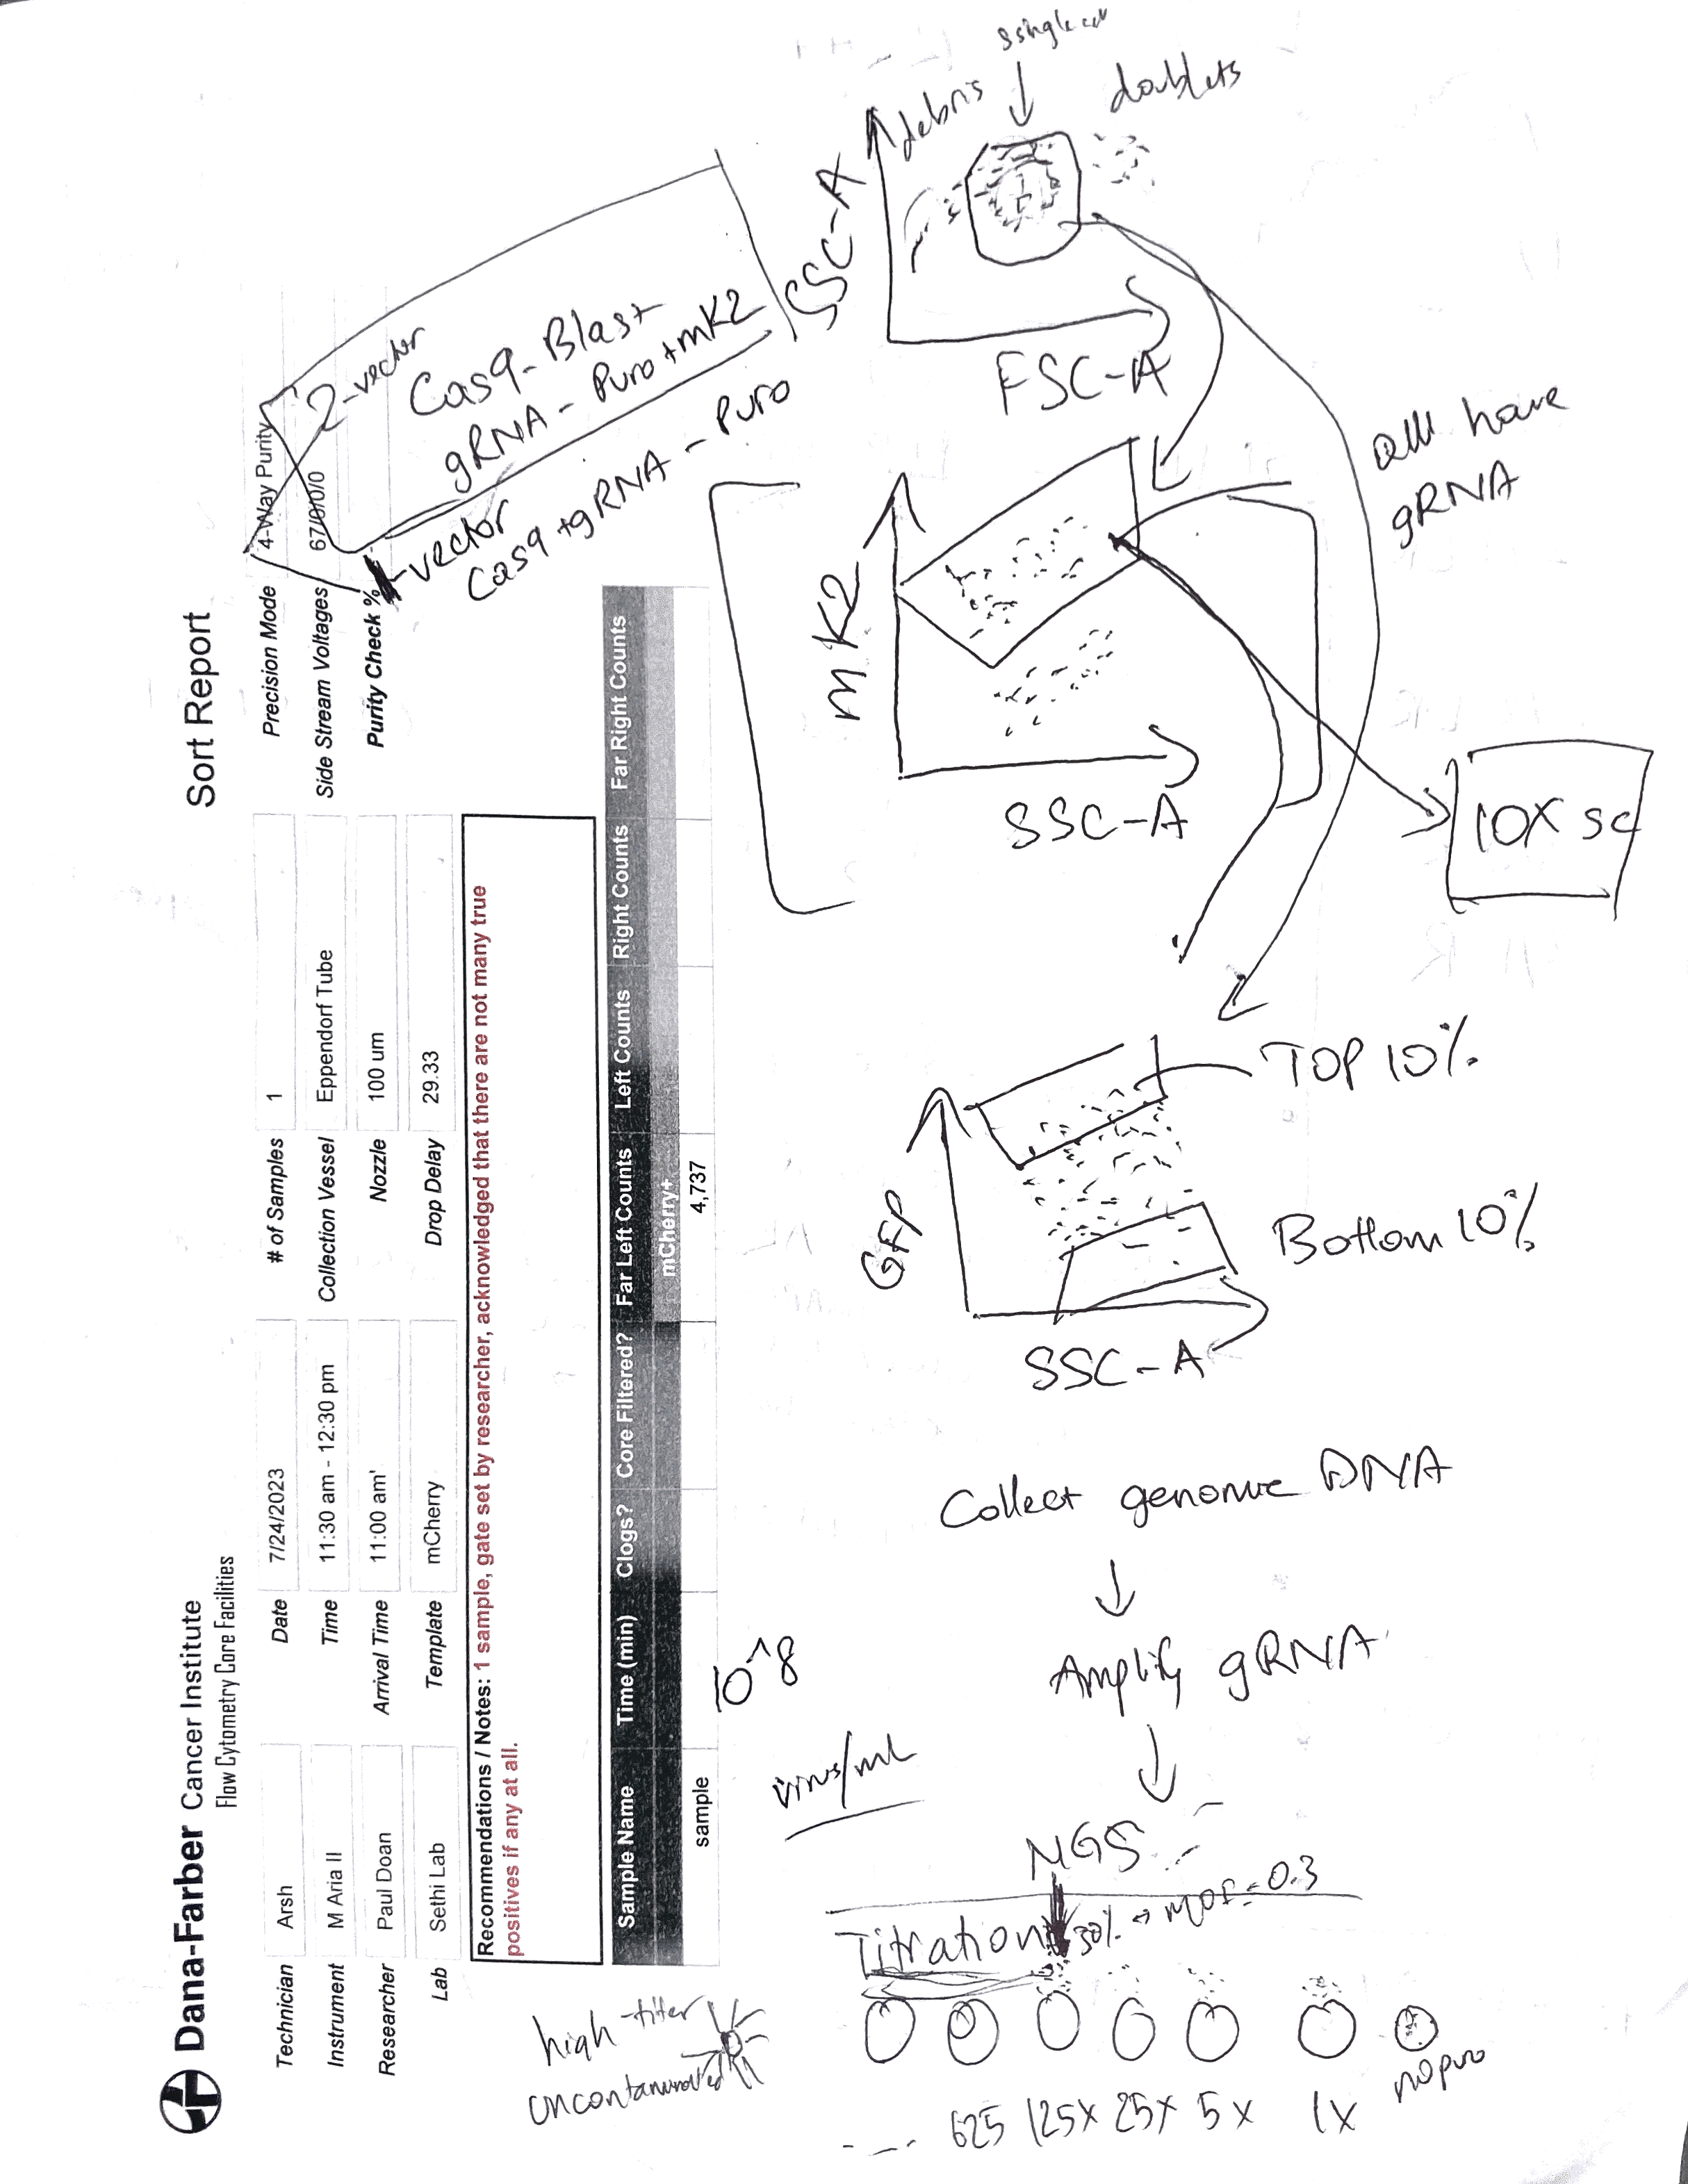 Dana-Farber Cancer Institute
Flow Cytometry Core Facilities
Sort Report
Technician Arsh Date 7/24/2023 # of Samples 1 Precision Mode 4-Way Purity
Instrument M Aria II Time 11:30 am - 12:30 pm Collection Vessel Eppendorf Tube Side Stream Voltages 67/0/0/0
Researcher Paul Doan Arrival Time 11:00 am' Nozzle 100 um Purity Check %
Lab Sethi Lab Template mCherry Drop Delay 29.33
Recommendations / Notes: 1 sample, gate set by researcher, acknowledged that there are not many true
positives if any at all.
Sample Name Time (min) Clogs? Core Filtered? Far Left Counts Left Counts Right Counts Far Right Counts
mCherry+
sample 4,737
2-vector
Cas9-Blast
gRNA - Puro+mK2
1-vector
Cas9+gRNA - Puro
debris
doublets
SSC-A
FSC-A
all have
gRNA
mK2
SSC-A
10X sc
TOP 10%
GFP
Bottom 10%
SSC-A
Collect genomic DNA
Amplify gRNA
NGS
10^8
virus/mL
Titration
30% → MOI = 0.3
high-titer
uncontaminated
--- 625 125x 25x 5x 1x
no puro